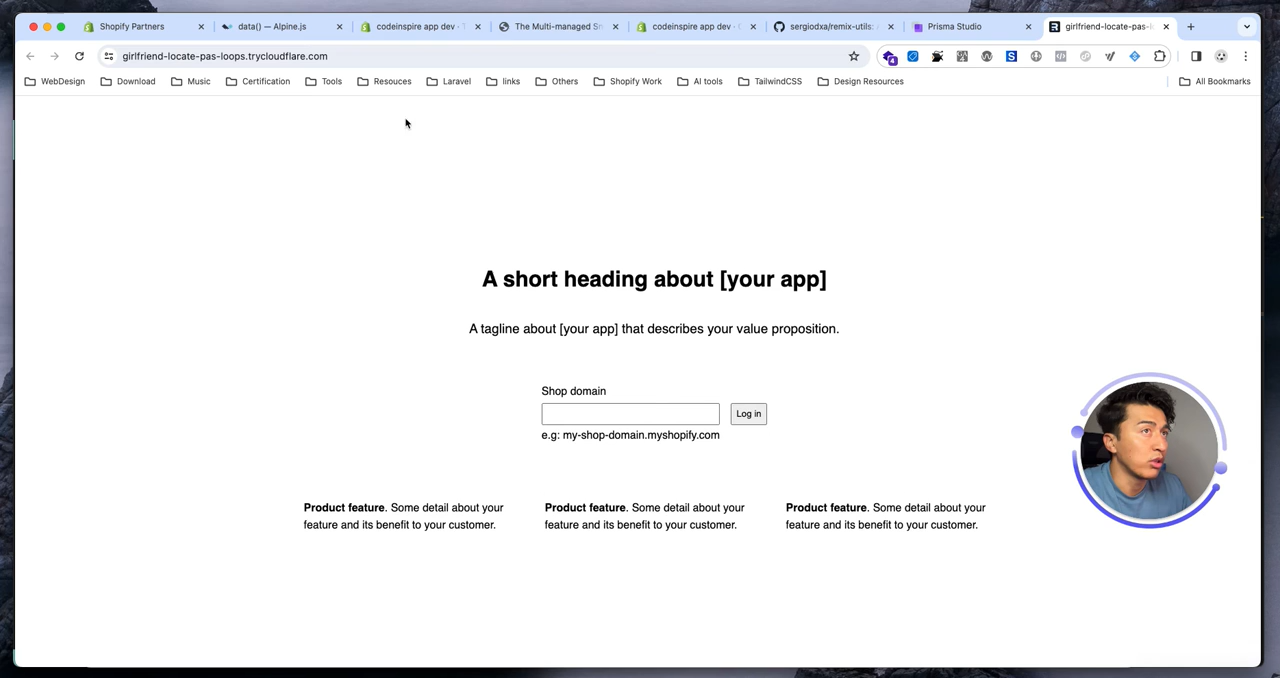 Shopify Partners
data() — Alpine.js
codeinspire app dev - T
The Multi-managed Sh
codeinspire app dev - C
sergiodxa/remix-utils:
Prisma Studio
girlfriend-locate-pas-lo
girlfriend-locate-pas-loops.trycloudflare.com
4
WebDesign
Download
Music
Certification
Tools
Resouces
Laravel
links
Others
Shopify Work
AI tools
TailwindCSS
Design Resources
All Bookmarks
A short heading about [your app]
A tagline about [your app] that describes your value proposition.
Shop domain
Log in
e.g: my-shop-domain.myshopify.com
Product feature. Some detail about your
feature and its benefit to your customer.
Product feature. Some detail about your
feature and its benefit to your customer.
Product feature. Some detail about your
feature and its benefit to your customer.